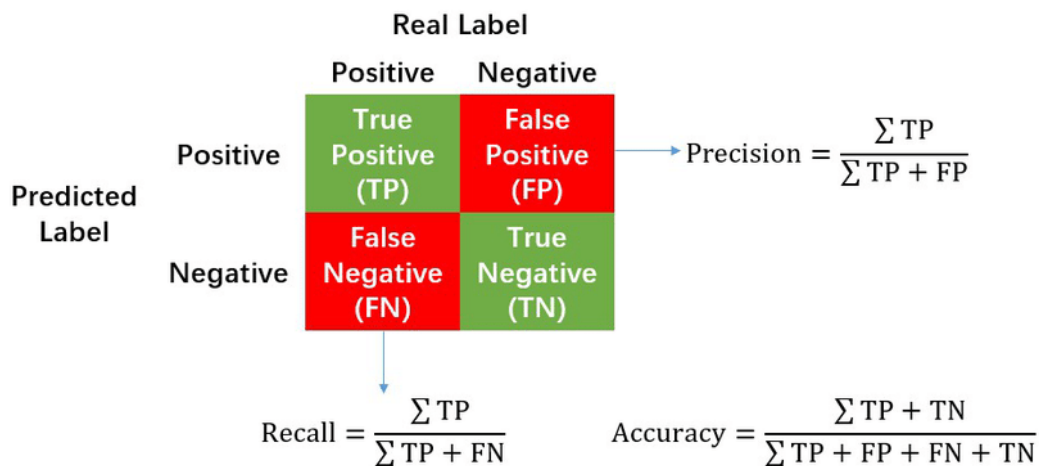 Real Label
Positive Negative
True
Positive
(TP)
False
Positive
(FP)
Positive
Precision = ∑ TP / ∑ TP + FP
Predicted
Label
Negative
False
Negative
(FN)
True
Negative
(TN)
Recall = ∑ TP / ∑ TP + FN
Accuracy = ∑ TP + TN / ∑ TP + FP + FN + TN